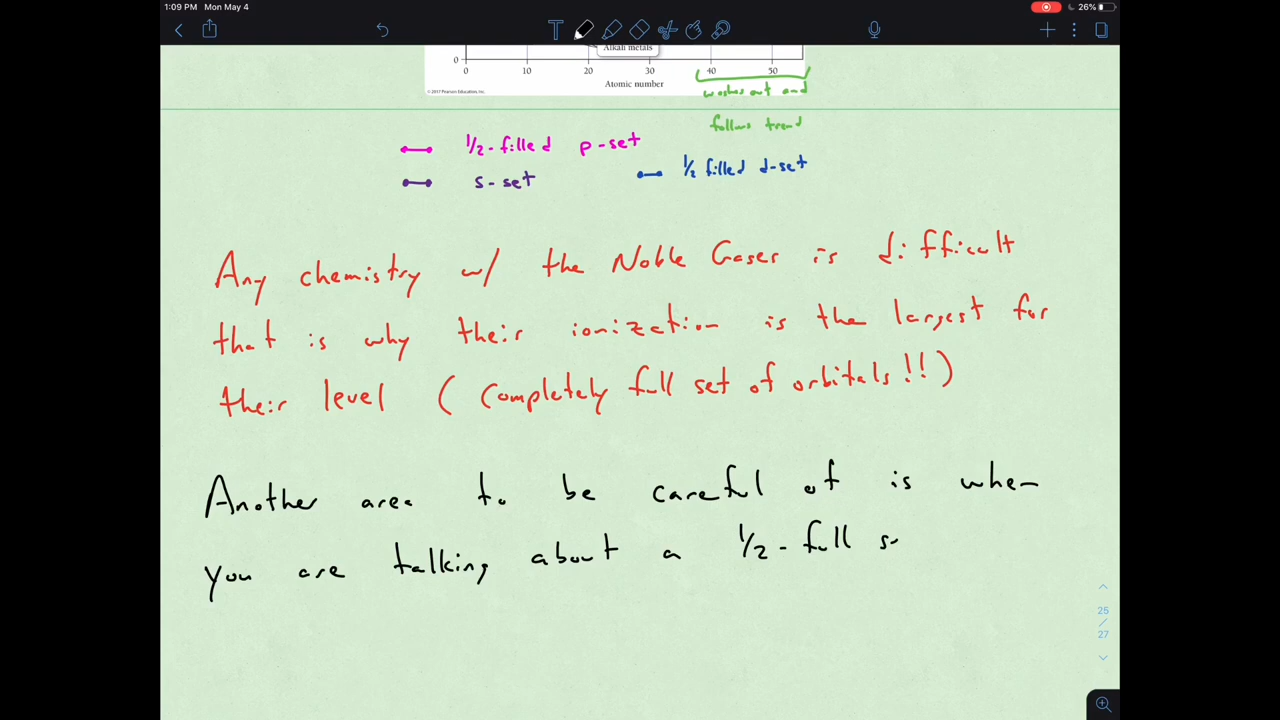 1:09 PM Mon May 4
26%
T
Alkali metals
0
0 10 20 30 40 50
Atomic number
© 2017 Pearson Education, Inc.
washes out and
follows trend
1/2-filled p-set
s-set
1/2 filled d-set
Any chemistry w/ the Noble Gases is difficult
that is why their ionization is the largest for
their level (completely full set of orbitals!!)
Another area to be careful of is when
you are talking about a 1/2-full s
25
/
27